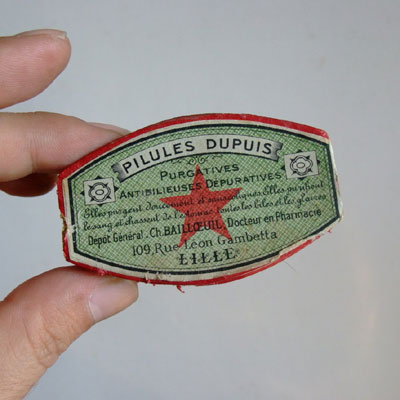 PILULES DUPUIS
PURGATIVES
ANTIBILIEUSES DÉPURATIVES
Elles purgent doucement et sans coliques. Elles purifient
le sang et chassent de l'estomac toutes les biles et les glaires
Dépôt Général, Ch. BAILLŒUIL, Docteur en Pharmacie
109, Rue Léon Gambetta
LILLE